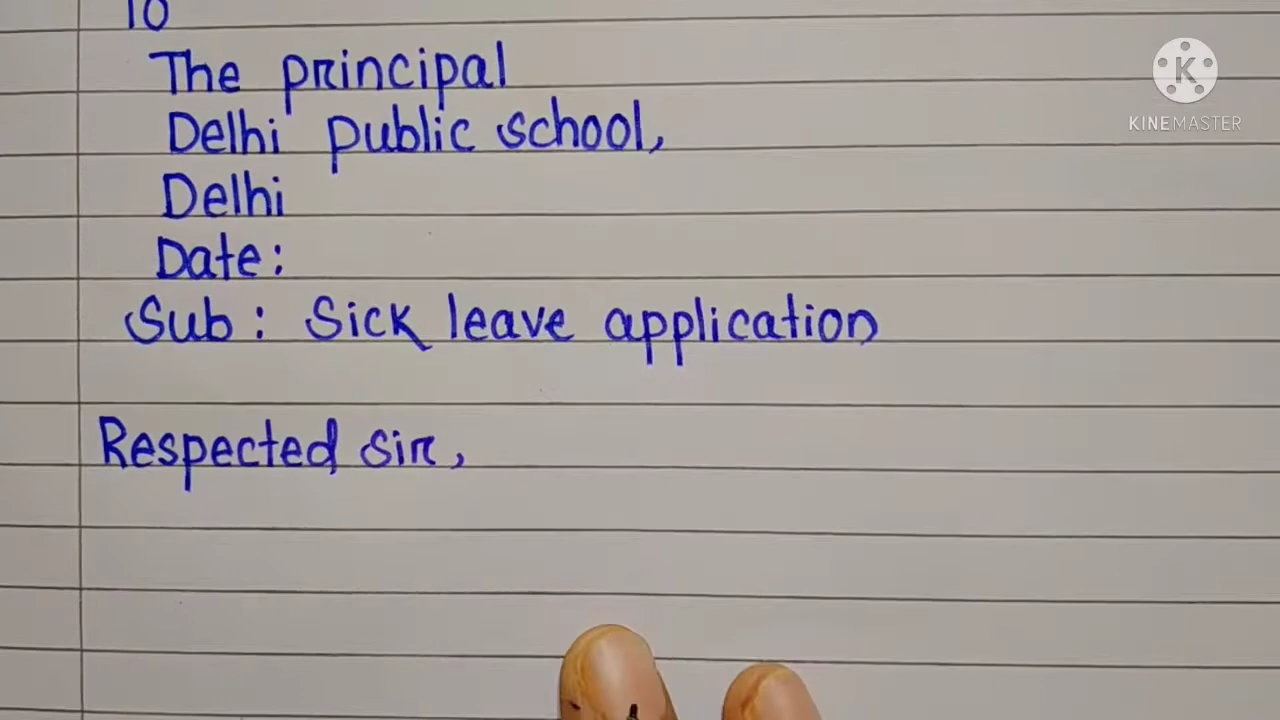 To
The principal
Delhi public school,
Delhi
Date:
Sub: Sick leave application
Respected sir,
K
KINEMASTER